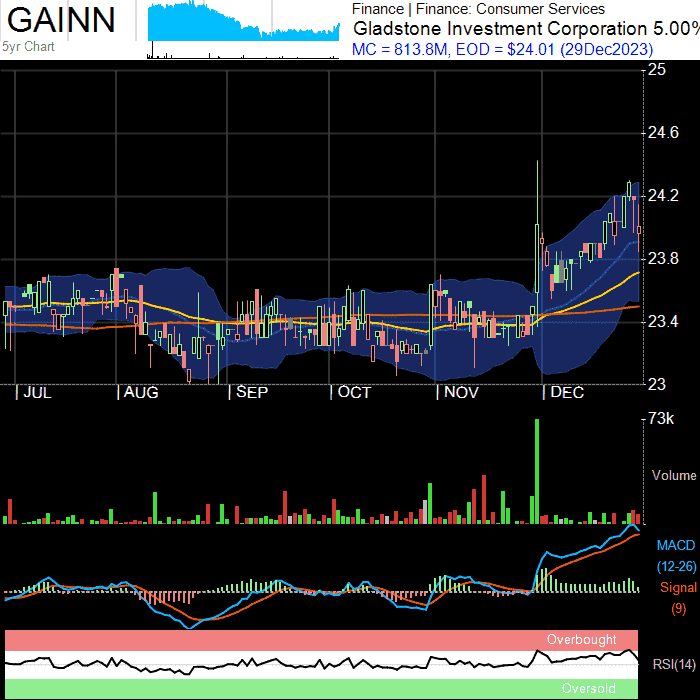 GAINN
5yr Chart
Finance | Finance: Consumer Services
Gladstone Investment Corporation 5.00%
MC = 813.8M, EOD = $24.01 (29Dec2023)
25
24.6
24.2
23.8
23.4
23
JUL AUG SEP OCT NOV DEC
73k
Volume
MACD
(12-26)
Signal
(9)
Overbought
RSI(14)
Oversold